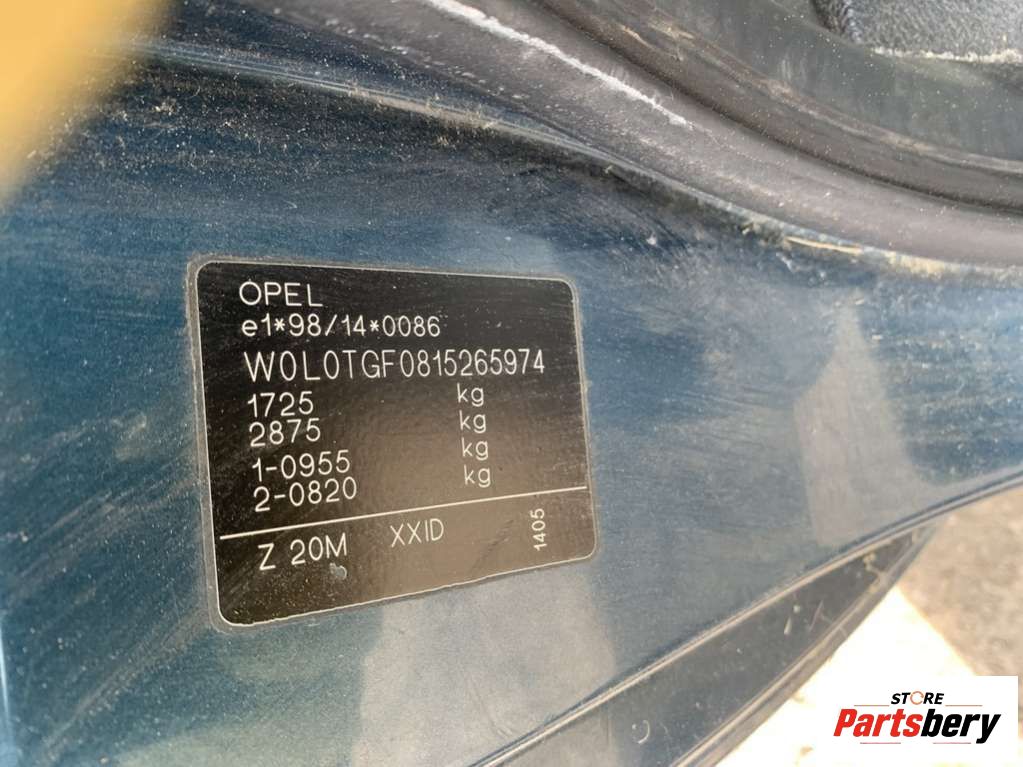 OPEL
e1*98/14*0086
W0L0TGF0815265974
1725 kg
2875 kg
1-0955 kg
2-0820 kg
Z 20M XXID 1405
STORE
Partsbery